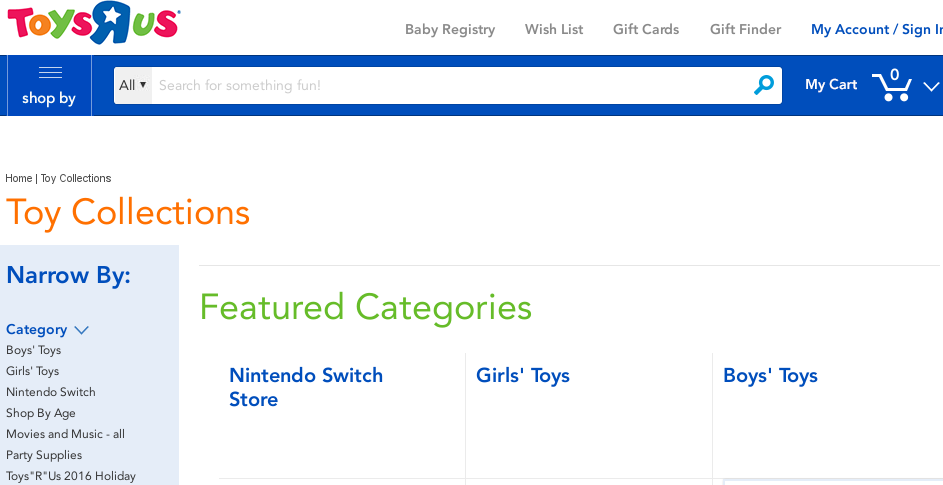 ToysRus
Baby Registry Wish List Gift Cards Gift Finder My Account / Sign In
shop by
All ▾ Search for something fun! My Cart 0
Home | Toy Collections
Toy Collections
Narrow By:
Category
Boys' Toys
Girls' Toys
Nintendo Switch
Shop By Age
Movies and Music - all
Party Supplies
Toys"R"Us 2016 Holiday
Featured Categories
Nintendo Switch
Store
Girls' Toys
Boys' Toys